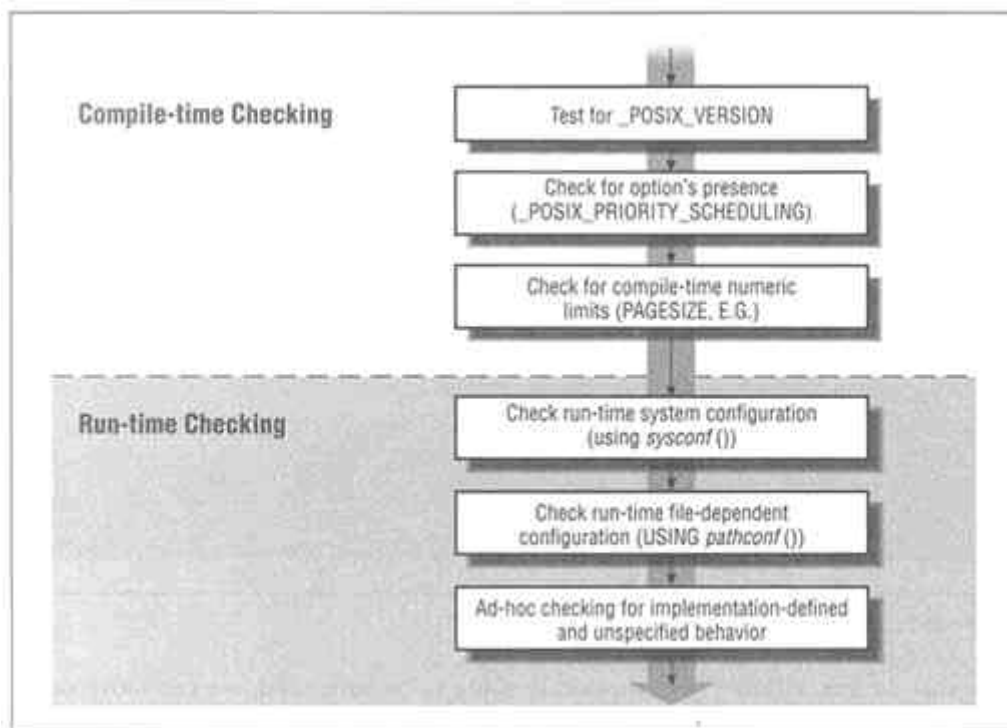 Compile-time Checking
Test for _POSIX_VERSION
Check for option's presence
(_POSIX_PRIORITY_SCHEDULING)
Check for compile-time numeric
limits (PAGESIZE, E.G.)
Run-time Checking
Check run-time system configuration
(using sysconf ())
Check run-time file-dependent
configuration (USING pathconf ())
Ad-hoc checking for implementation-defined
and unspecified behavior